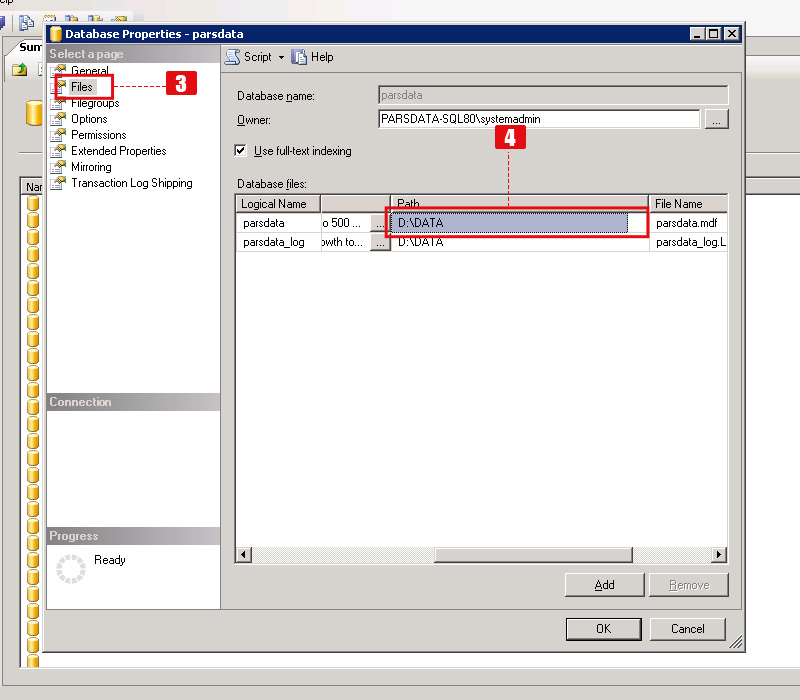 elp
Database Properties - parsdata
Sum
Select a page
General
Files
3
Filegroups
Options
Permissions
Extended Properties
Mirroring
Transaction Log Shipping
Script
Help
Database name:
parsdata
Owner:
PARSDATA-SQL80\systemadmin
...
4
Use full-text indexing
Database files:
Nar
Logical Name
Path
File Name
parsdata
o 500 ...
...
D:\DATA
parsdata.mdf
parsdata_log
owth to...
...
D:\DATA
parsdata_log.L
Connection
Progress
Ready
Add
Remove
OK
Cancel